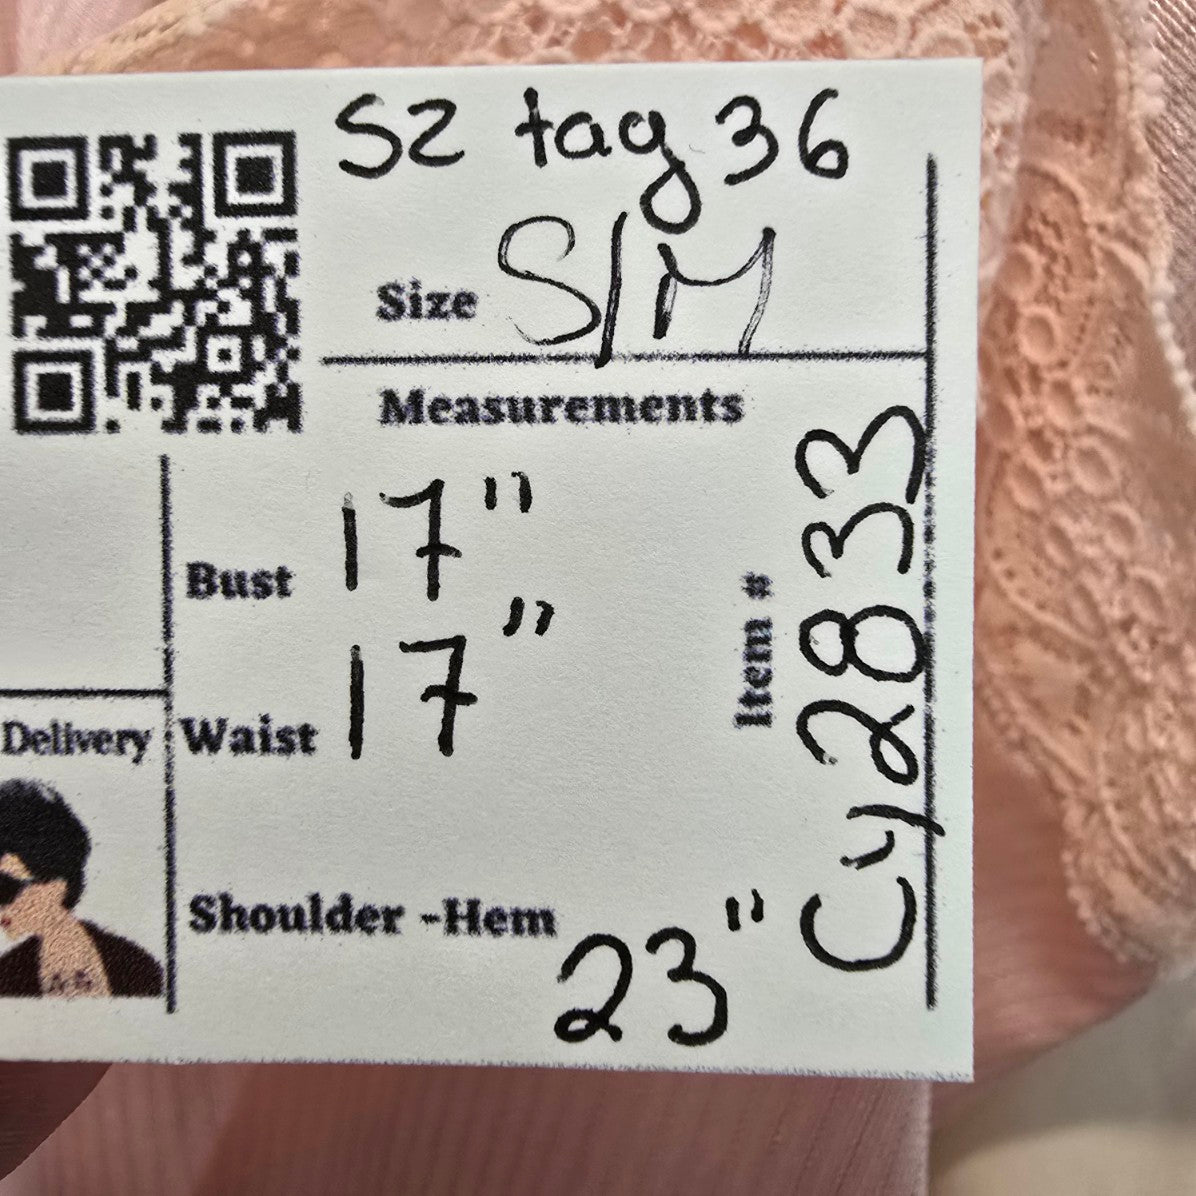 Sz tag 36
Size S/M
Measurements
Bust 17"
Waist 17"
Shoulder -Hem 23"
Item # Cy2833
Delivery